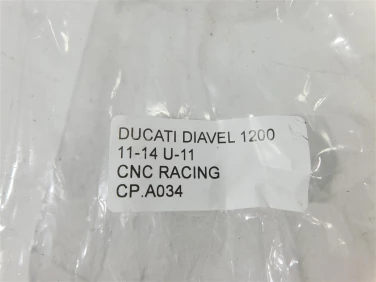 DUCATI DIAVEL 1200
11-14 U-11
CNC RACING
CP.A034